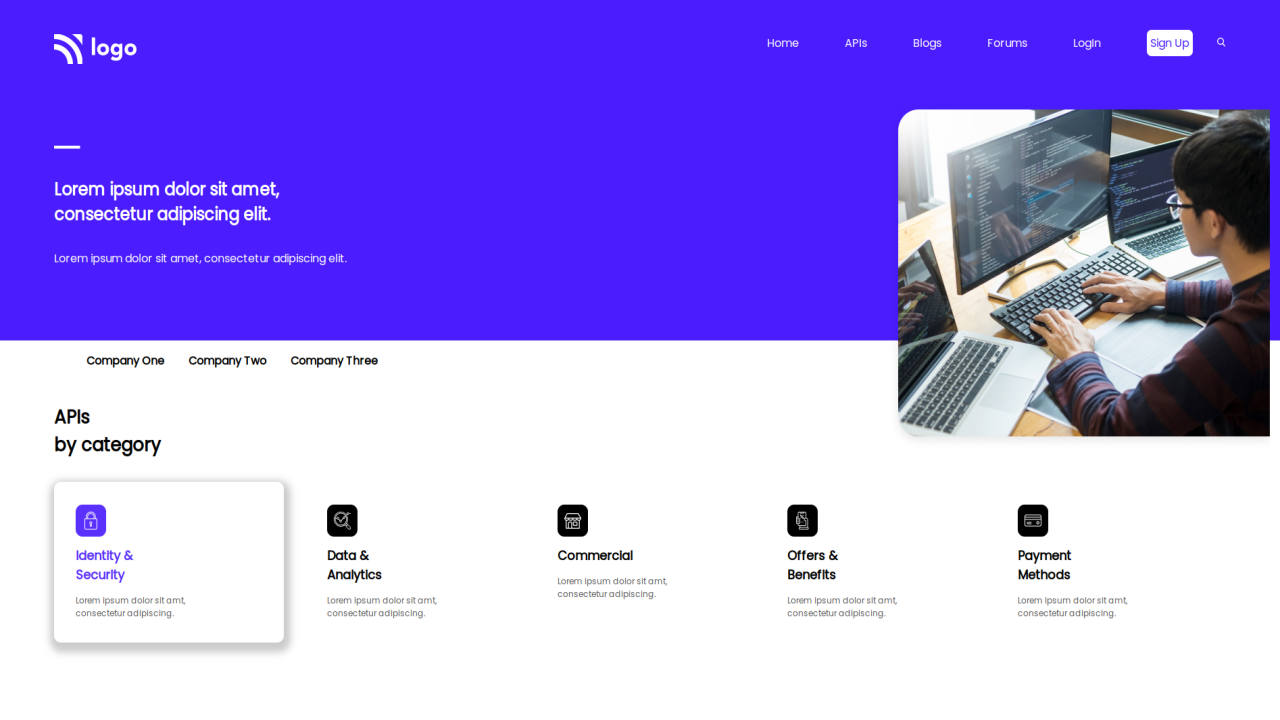 logo
Home APIs Blogs Forums LogIn Sign Up
Lorem ipsum dolor sit amet,
consectetur adipiscing elit.
Lorem ipsum dolor sit amet, consectetur adipiscing elit.
Company One Company Two Company Three
APIs
by category
Identity &
Security
Lorem ipsum dolor sit amt,
consectetur adipiscing.
Data &
Analytics
Lorem ipsum dolor sit amt,
consectetur adipiscing.
Commercial
Lorem ipsum dolor sit amt,
consectetur adipiscing.
Offers &
Benefits
Lorem ipsum dolor sit amt,
consectetur adipiscing.
Payment
Methods
Lorem ipsum dolor sit amt,
consectetur adipiscing.